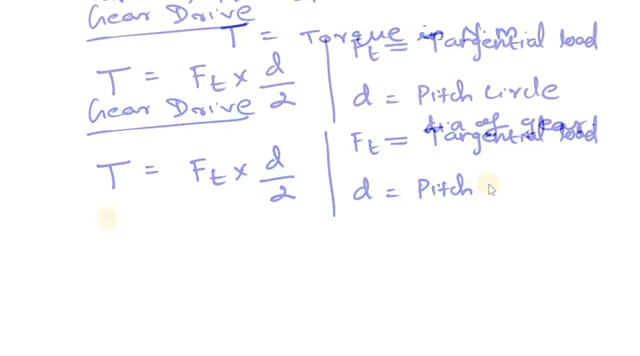 Gear Drive
T = Torque in N.M
Ft = Tangential load
T = Ft × d/2
d = Pitch Circle
dia of gear
Gear Drive
Ft = Tangential load
T = Ft × d/2
d = Pitch